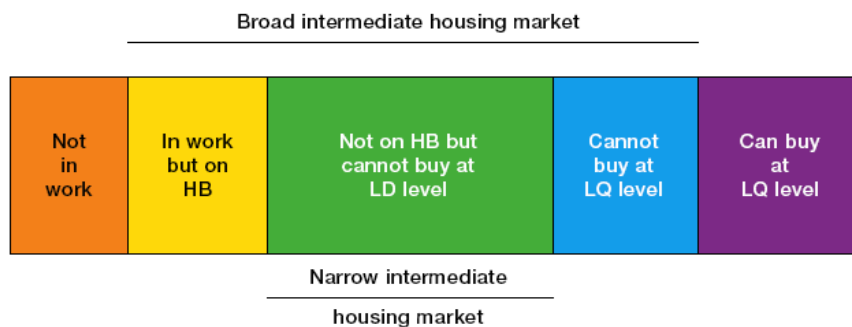 Broad intermediate housing market
Not
in
work
In work
but on
HB
Not on HB but
cannot buy at
LD level
Cannot
buy at
LQ level
Can buy
at
LQ level
Narrow intermediate
housing market